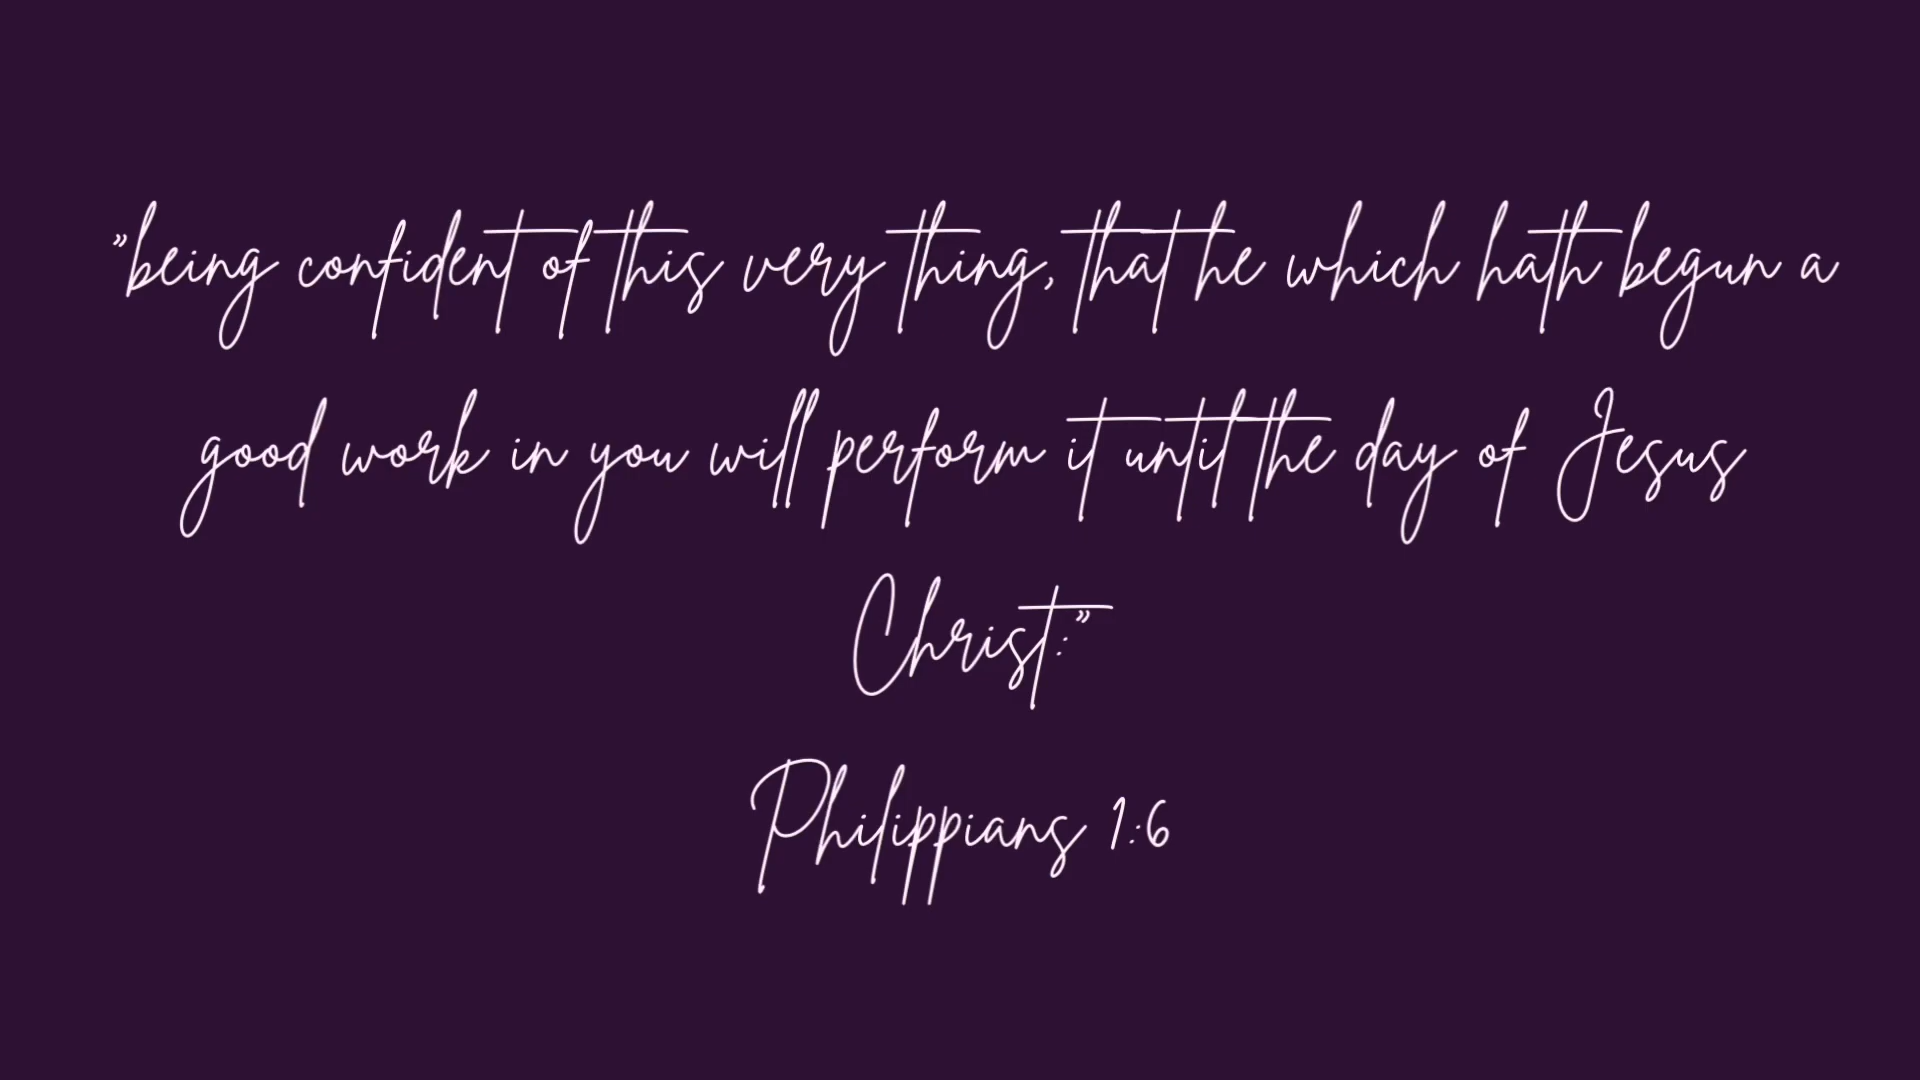 "being confident of this very thing, that he which hath begun a
good work in you will perform it until the day of Jesus
Christ:"
Philippians 1:6